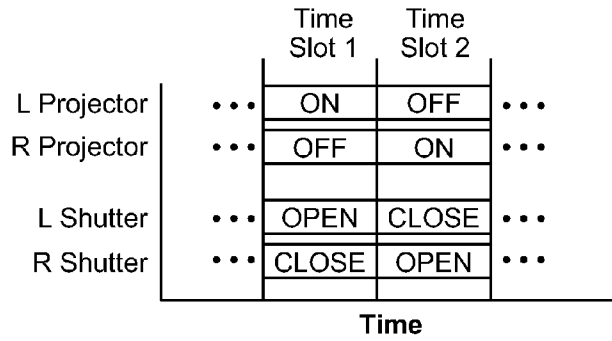 Time Time
Slot 1 Slot 2
L Projector ••• ON OFF •••
R Projector ••• OFF ON •••
L Shutter ••• OPEN CLOSE •••
R Shutter ••• CLOSE OPEN •••
Time